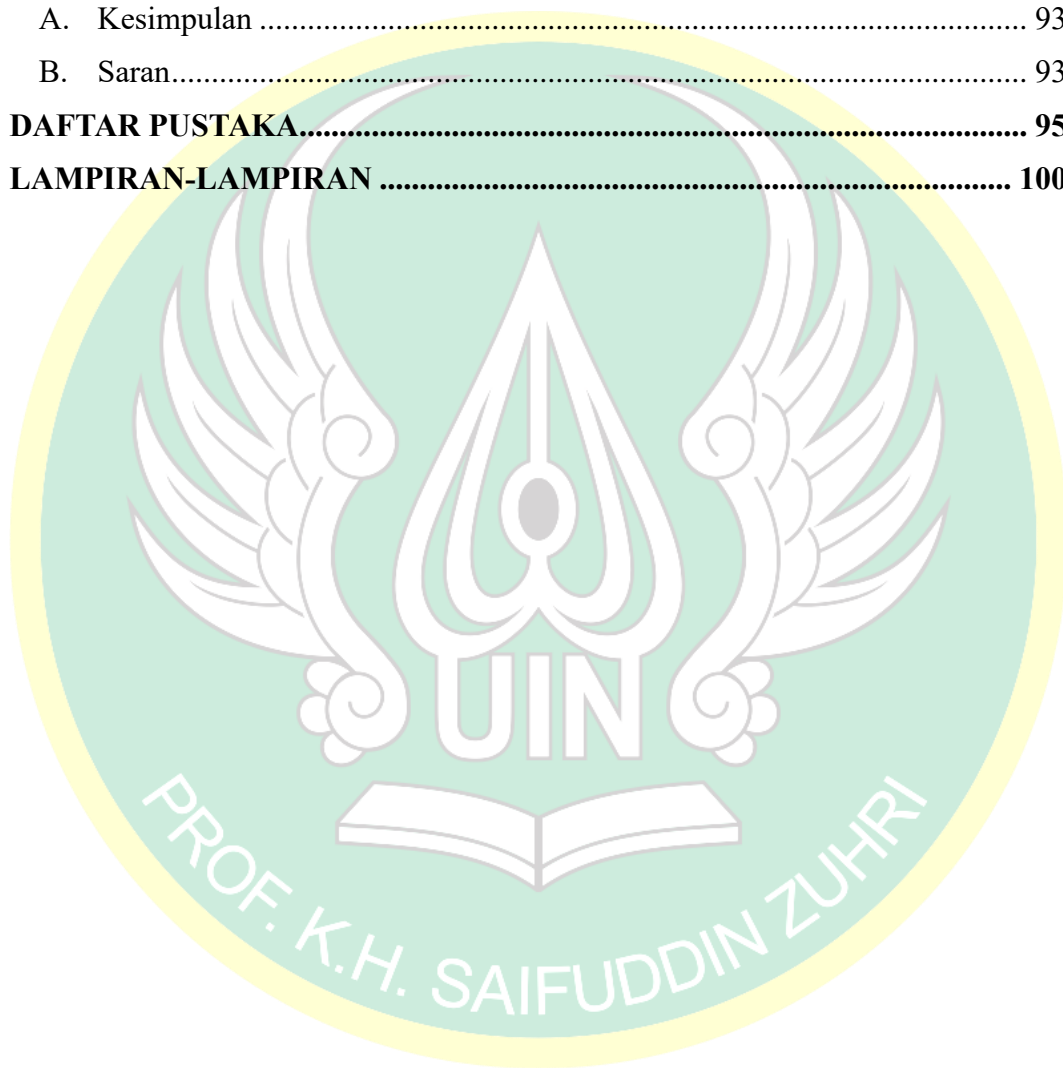 A. Kesimpulan ................................................................................................ 93
B. Saran........................................................................................................... 93
DAFTAR PUSTAKA........................................................................................... 95
LAMPIRAN-LAMPIRAN ............................................................................... 100
UIN
PROF. K.H. SAIFUDDIN ZUHRI